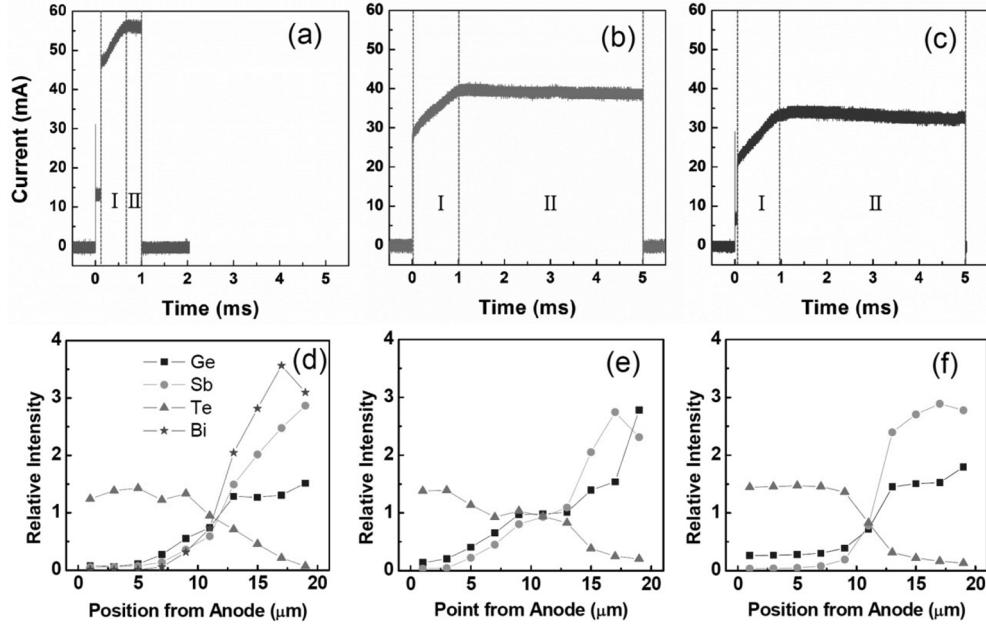 (a)
60
50
40
30
20
10
0
Current (mA)
I
II
0 1 2 3 4 5
Time (ms)
(b)
60
50
40
30
20
10
0
I
II
0 1 2 3 4 5
Time (ms)
(c)
60
50
40
30
20
10
0
I
II
0 1 2 3 4 5
Time (ms)
(d)
4
3
2
1
0
Relative Intensity
Ge
Sb
Te
Bi
0 5 10 15 20
Position from Anode (μm)
(e)
4
3
2
1
0
Relative Intensity
0 5 10 15 20
Point from Anode (μm)
(f)
4
3
2
1
0
Relative Intensity
0 5 10 15 20
Position from Anode (μm)